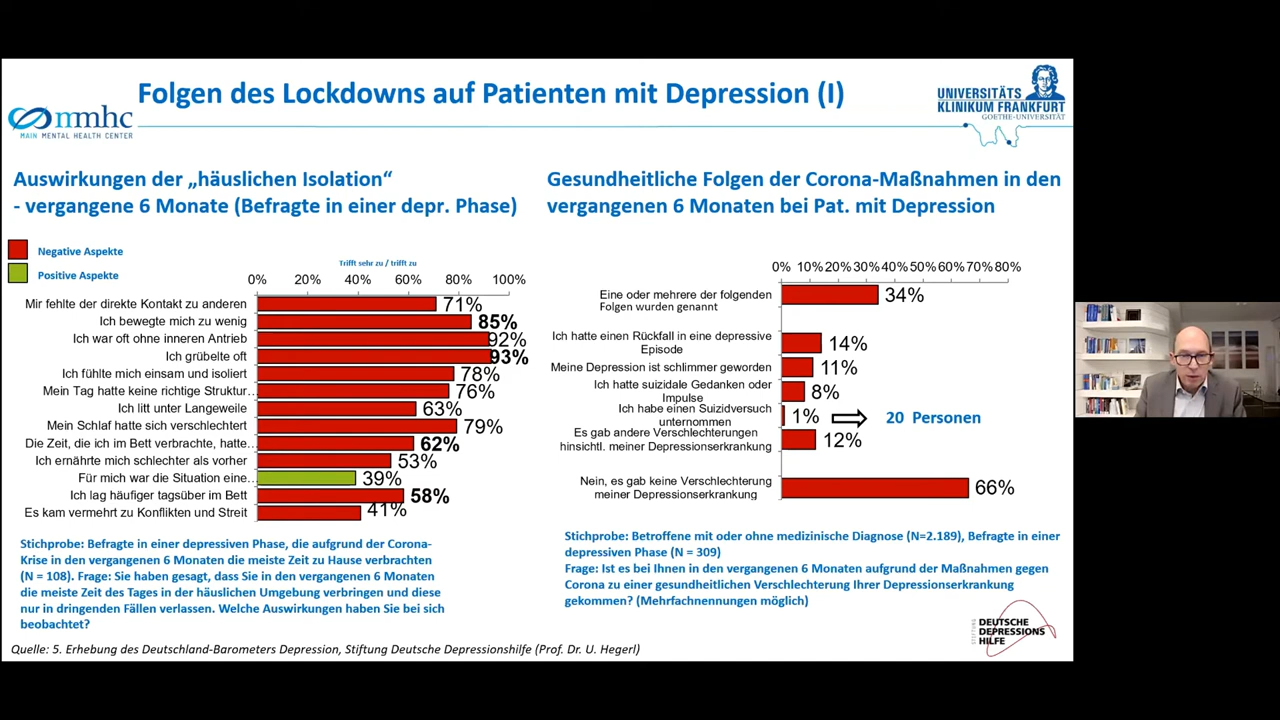 Folgen des Lockdowns auf Patienten mit Depression (I)
mmhc
MAIN MENTAL HEALTH CENTER
UNIVERSITÄTS
KLINIKUM FRANKFURT
GOETHE-UNIVERSITÄT
Auswirkungen der „häuslichen Isolation“
- vergangene 6 Monate (Befragte in einer depr. Phase)
Negative Aspekte
Positive Aspekte
Trifft sehr zu / trifft zu
0% 20% 40% 60% 80% 100%
Mir fehlte der direkte Kontakt zu anderen 71%
Ich bewegte mich zu wenig 85%
Ich war oft ohne inneren Antrieb 92%
Ich grübelte oft 93%
Ich fühlte mich einsam und isoliert 78%
Mein Tag hatte keine richtige Struktur… 76%
Ich litt unter Langeweile 63%
Mein Schlaf hatte sich verschlechtert 79%
Die Zeit, die ich im Bett verbrachte, hatte… 62%
Ich ernährte mich schlechter als vorher 53%
Für mich war die Situation eine… 39%
Ich lag häufiger tagsüber im Bett 58%
Es kam vermehrt zu Konflikten und Streit 41%
Stichprobe: Befragte in einer depressiven Phase, die aufgrund der Corona-
Krise in den vergangenen 6 Monaten die meiste Zeit zu Hause verbrachten
(N = 108). Frage: Sie haben gesagt, dass Sie in den vergangenen 6 Monaten
die meiste Zeit des Tages in der häuslichen Umgebung verbringen und diese
nur in dringenden Fällen verlassen. Welche Auswirkungen haben Sie bei sich
beobachtet?
Gesundheitliche Folgen der Corona-Maßnahmen in den
vergangenen 6 Monaten bei Pat. mit Depression
0% 10% 20% 30% 40% 50% 60% 70% 80%
Eine oder mehrere der folgenden
Folgen wurden genannt 34%
Ich hatte einen Rückfall in eine depressive
Episode 14%
Meine Depression ist schlimmer geworden 11%
Ich hatte suizidale Gedanken oder
Impulse 8%
Ich habe einen Suizidversuch
unternommen 1% 20 Personen
Es gab andere Verschlechterungen
hinsichtl. meiner Depressionserkrankung 12%
Nein, es gab keine Verschlechterung
meiner Depressionserkrankung 66%
Stichprobe: Betroffene mit oder ohne medizinische Diagnose (N=2.189), Befragte in einer
depressiven Phase (N = 309)
Frage: Ist es bei Ihnen in den vergangenen 6 Monaten aufgrund der Maßnahmen gegen
Corona zu einer gesundheitlichen Verschlechterung Ihrer Depressionserkrankung
gekommen? (Mehrfachnennungen möglich)
STIFTUNG
DEUTSCHE
DEPRESSIONS
HILFE
Quelle: 5. Erhebung des Deutschland-Barometers Depression, Stiftung Deutsche Depressionshilfe (Prof. Dr. U. Hegerl)